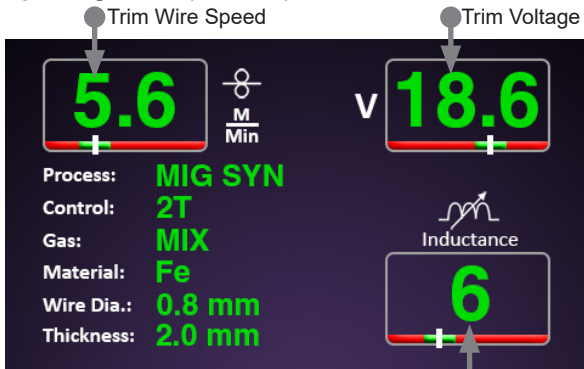 Trim Wire Speed
Trim Voltage
5.6
M
Min
V
18.6
Process: MIG SYN
Control: 2T
Gas: MIX
Material: Fe
Wire Dia.: 0.8 mm
Thickness: 2.0 mm
Inductance
6